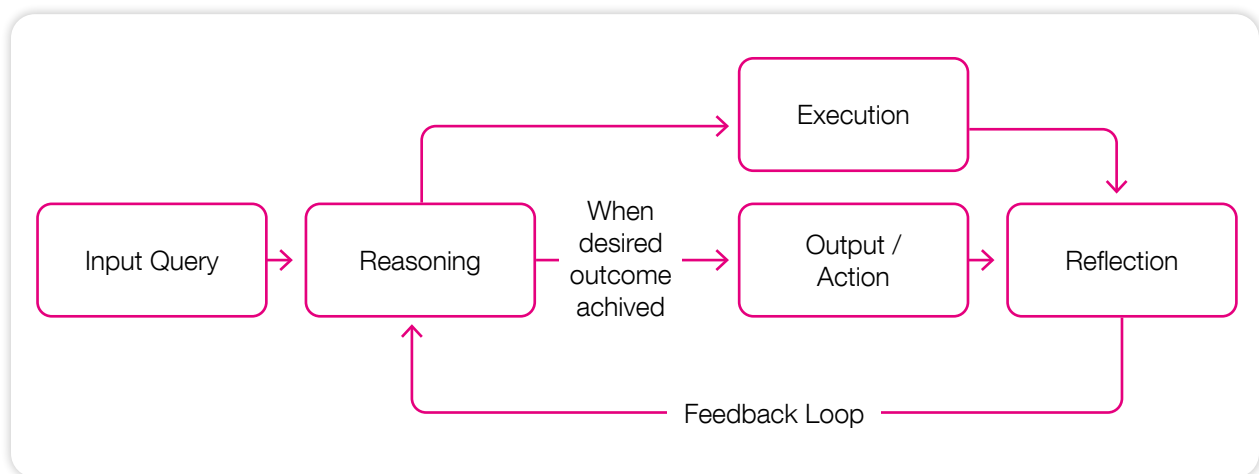 Execution
Input Query
Reasoning
When
desired
outcome
achived
Output /
Action
Reflection
Feedback Loop